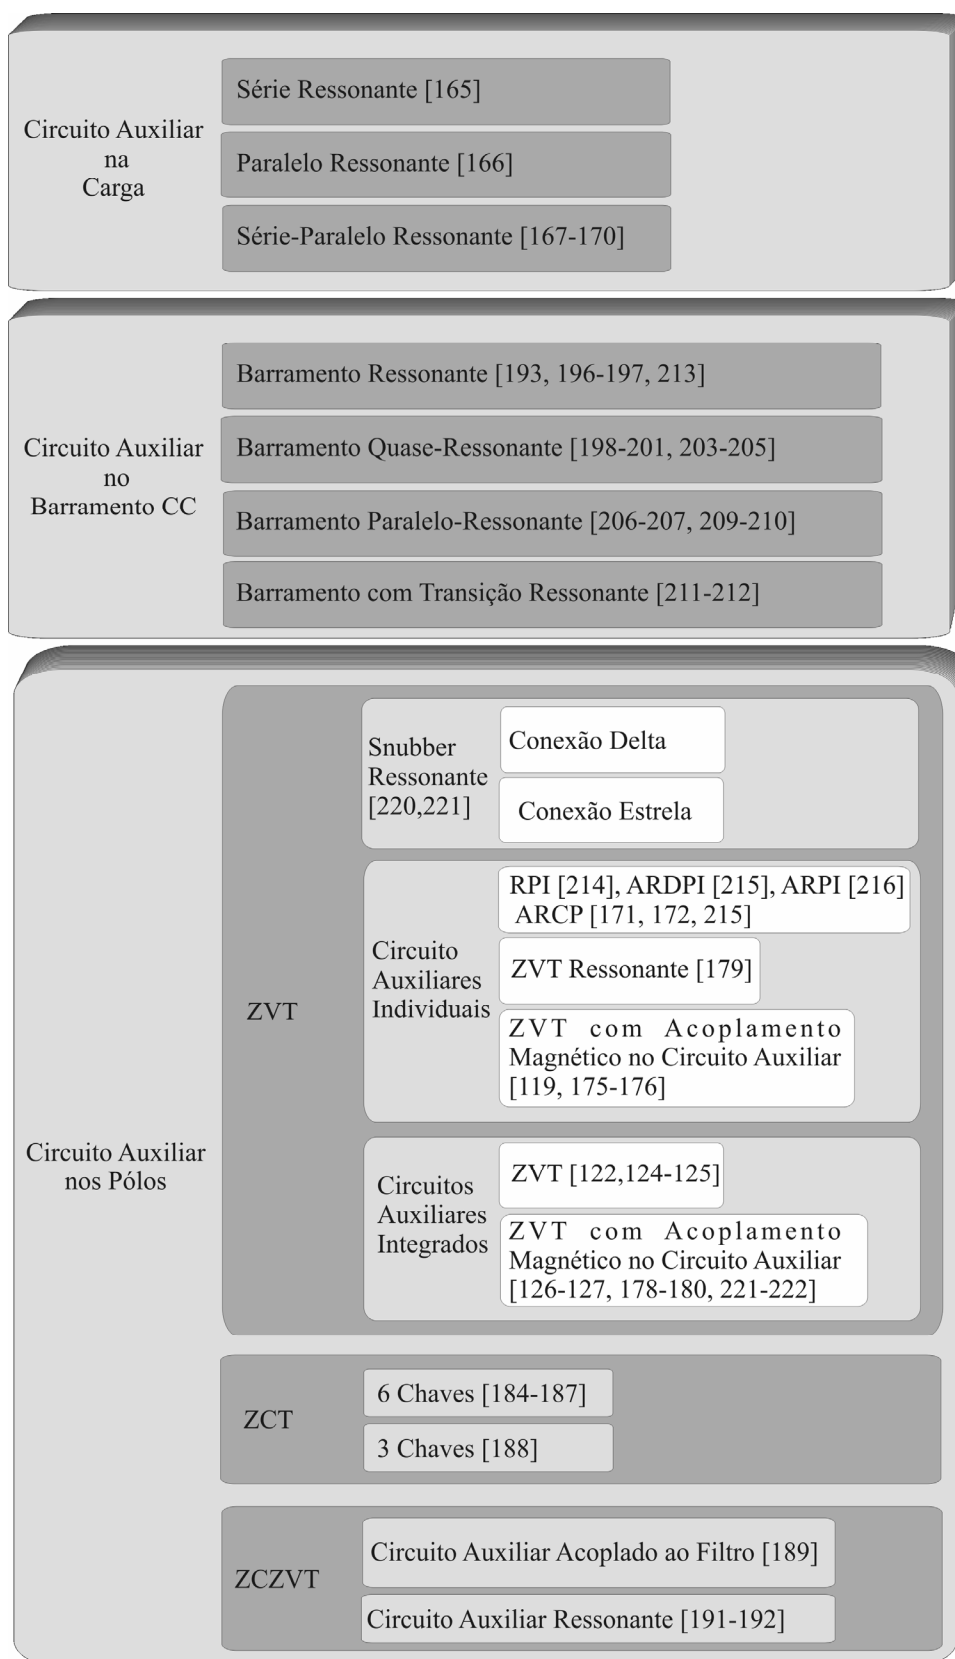 Circuito Auxiliar
na
Carga
Série Ressonante [165]
Paralelo Ressonante [166]
Série-Paralelo Ressonante [167-170]
Circuito Auxiliar
no
Barramento CC
Barramento Ressonante [193, 196-197, 213]
Barramento Quase-Ressonante [198-201, 203-205]
Barramento Paralelo-Ressonante [206-207, 209-210]
Barramento com Transição Ressonante [211-212]
Circuito Auxiliar
nos Pólos
ZVT
Snubber
Ressonante
[220,221]
Conexão Delta
Conexão Estrela
Circuito
Auxiliares
Individuais
RPI [214], ARDPI [215], ARPI [216]
ARCP [171, 172, 215]
ZVT Ressonante [179]
ZVT com Acoplamento
Magnético no Circuito Auxiliar
[119, 175-176]
Circuitos
Auxiliares
Integrados
ZVT [122,124-125]
ZVT com Acoplamento
Magnético no Circuito Auxiliar
[126-127, 178-180, 221-222]
ZCT
6 Chaves [184-187]
3 Chaves [188]
ZCZVT
Circuito Auxiliar Acoplado ao Filtro [189]
Circuito Auxiliar Ressonante [191-192]